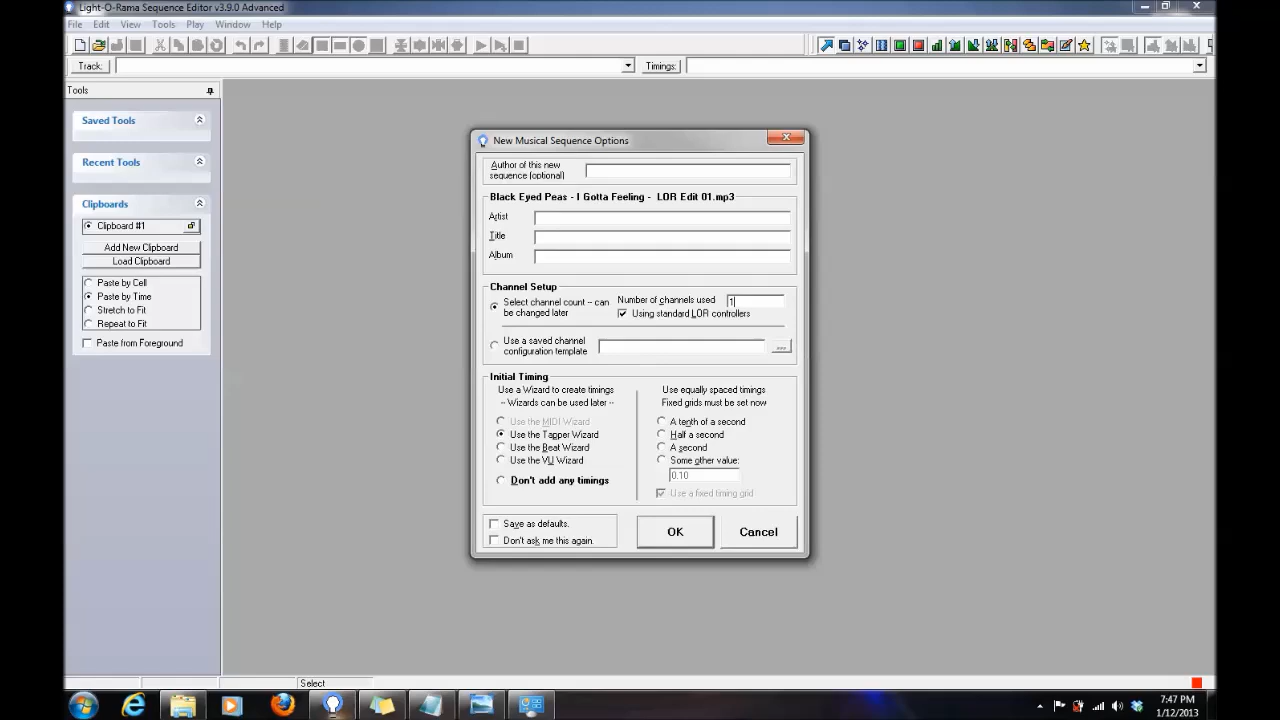 Light-O-Rama Sequence Editor v3.9.0 Advanced
File Edit View Tools Play Window Help
Track: Timings:
Tools
Saved Tools
Recent Tools
Clipboards
Clipboard #1
Add New Clipboard
Load Clipboard
Paste by Cell
Paste by Time
Stretch to Fit
Repeat to Fit
Paste from Foreground
New Musical Sequence Options
Author of this new
sequence (optional)
Black Eyed Peas - I Gotta Feeling - LOR Edit 01.mp3
Artist
Title
Album
Channel Setup
Select channel count -- can
be changed later
Number of channels used 1
Using standard LOR controllers
Use a saved channel
configuration template
...
Initial Timing
Use a Wizard to create timings
-- Wizards can be used later --
Use the MIDI Wizard
Use the Tapper Wizard
Use the Beat Wizard
Use the VU Wizard
Don't add any timings
Use equally spaced timings
Fixed grids must be set now
A tenth of a second
Half a second
A second
Some other value:
0.10
Use a fixed timing grid
Save as defaults.
Don't ask me this again.
OK Cancel
Select
7:47 PM
1/12/2013